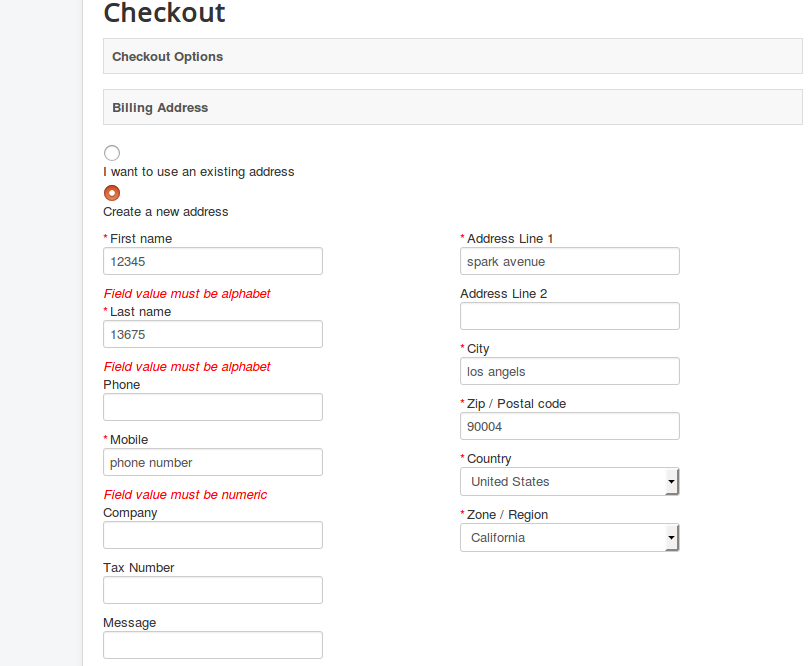 Checkout
Checkout Options
Billing Address
I want to use an existing address
Create a new address
* First name
12345
Field value must be alphabet
* Last name
13675
Field value must be alphabet
Phone
* Mobile
phone number
Field value must be numeric
Company
Tax Number
Message
* Address Line 1
spark avenue
Address Line 2
* City
los angels
* Zip / Postal code
90004
* Country
United States
* Zone / Region
California